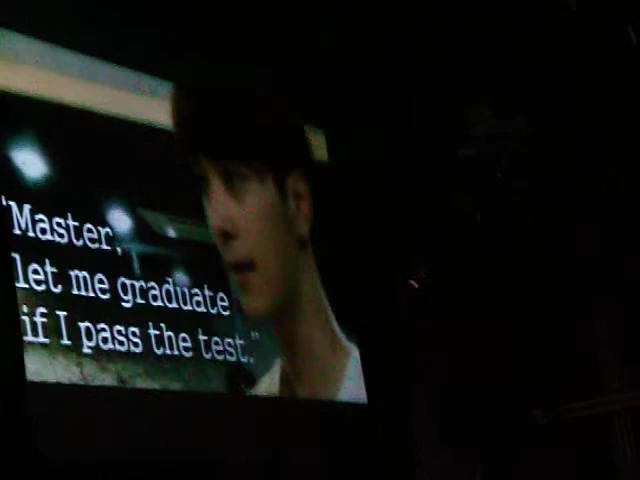 "Master,
let me graduate
if I pass the test."